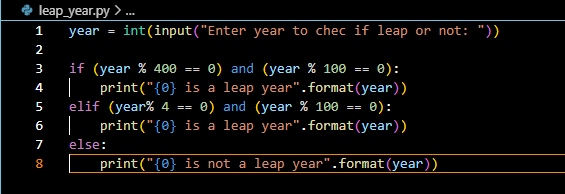 leap_year.py > ...
1 year = int(input("Enter year to chec if leap or not: "))
2
3 if (year % 400 == 0) and (year % 100 == 0):
4 print("{0} is a leap year".format(year))
5 elif (year% 4 == 0) and (year % 100 == 0):
6 print("{0} is a leap year".format(year))
7 else:
8 print("{0} is not a leap year".format(year))